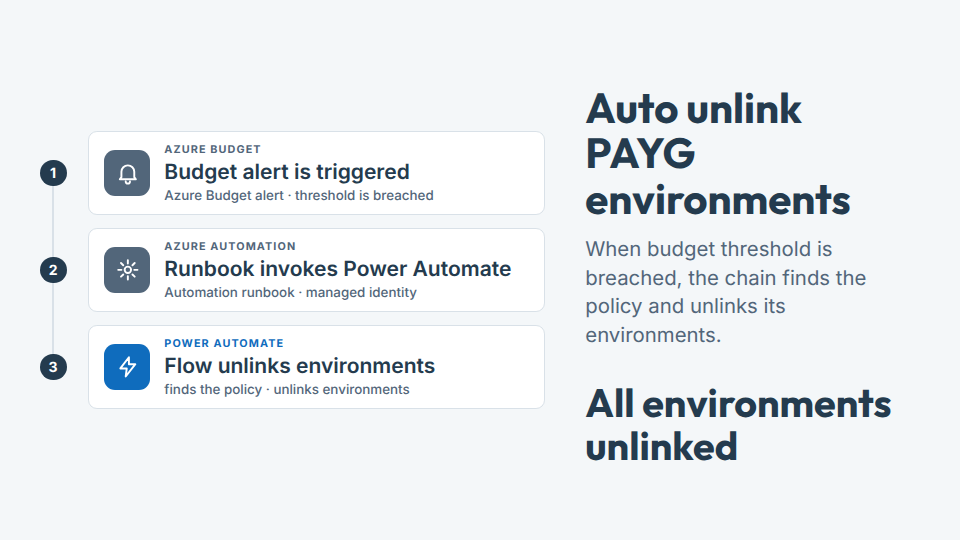 1
AZURE BUDGET
Budget alert is triggered
Azure Budget alert · threshold is breached
2
AZURE AUTOMATION
Runbook invokes Power Automate
Automation runbook · managed identity
3
POWER AUTOMATE
Flow unlinks environments
finds the policy · unlinks environments
Auto unlink
PAYG
environments
When budget threshold is
breached, the chain finds the
policy and unlinks its
environments.
All environments
unlinked